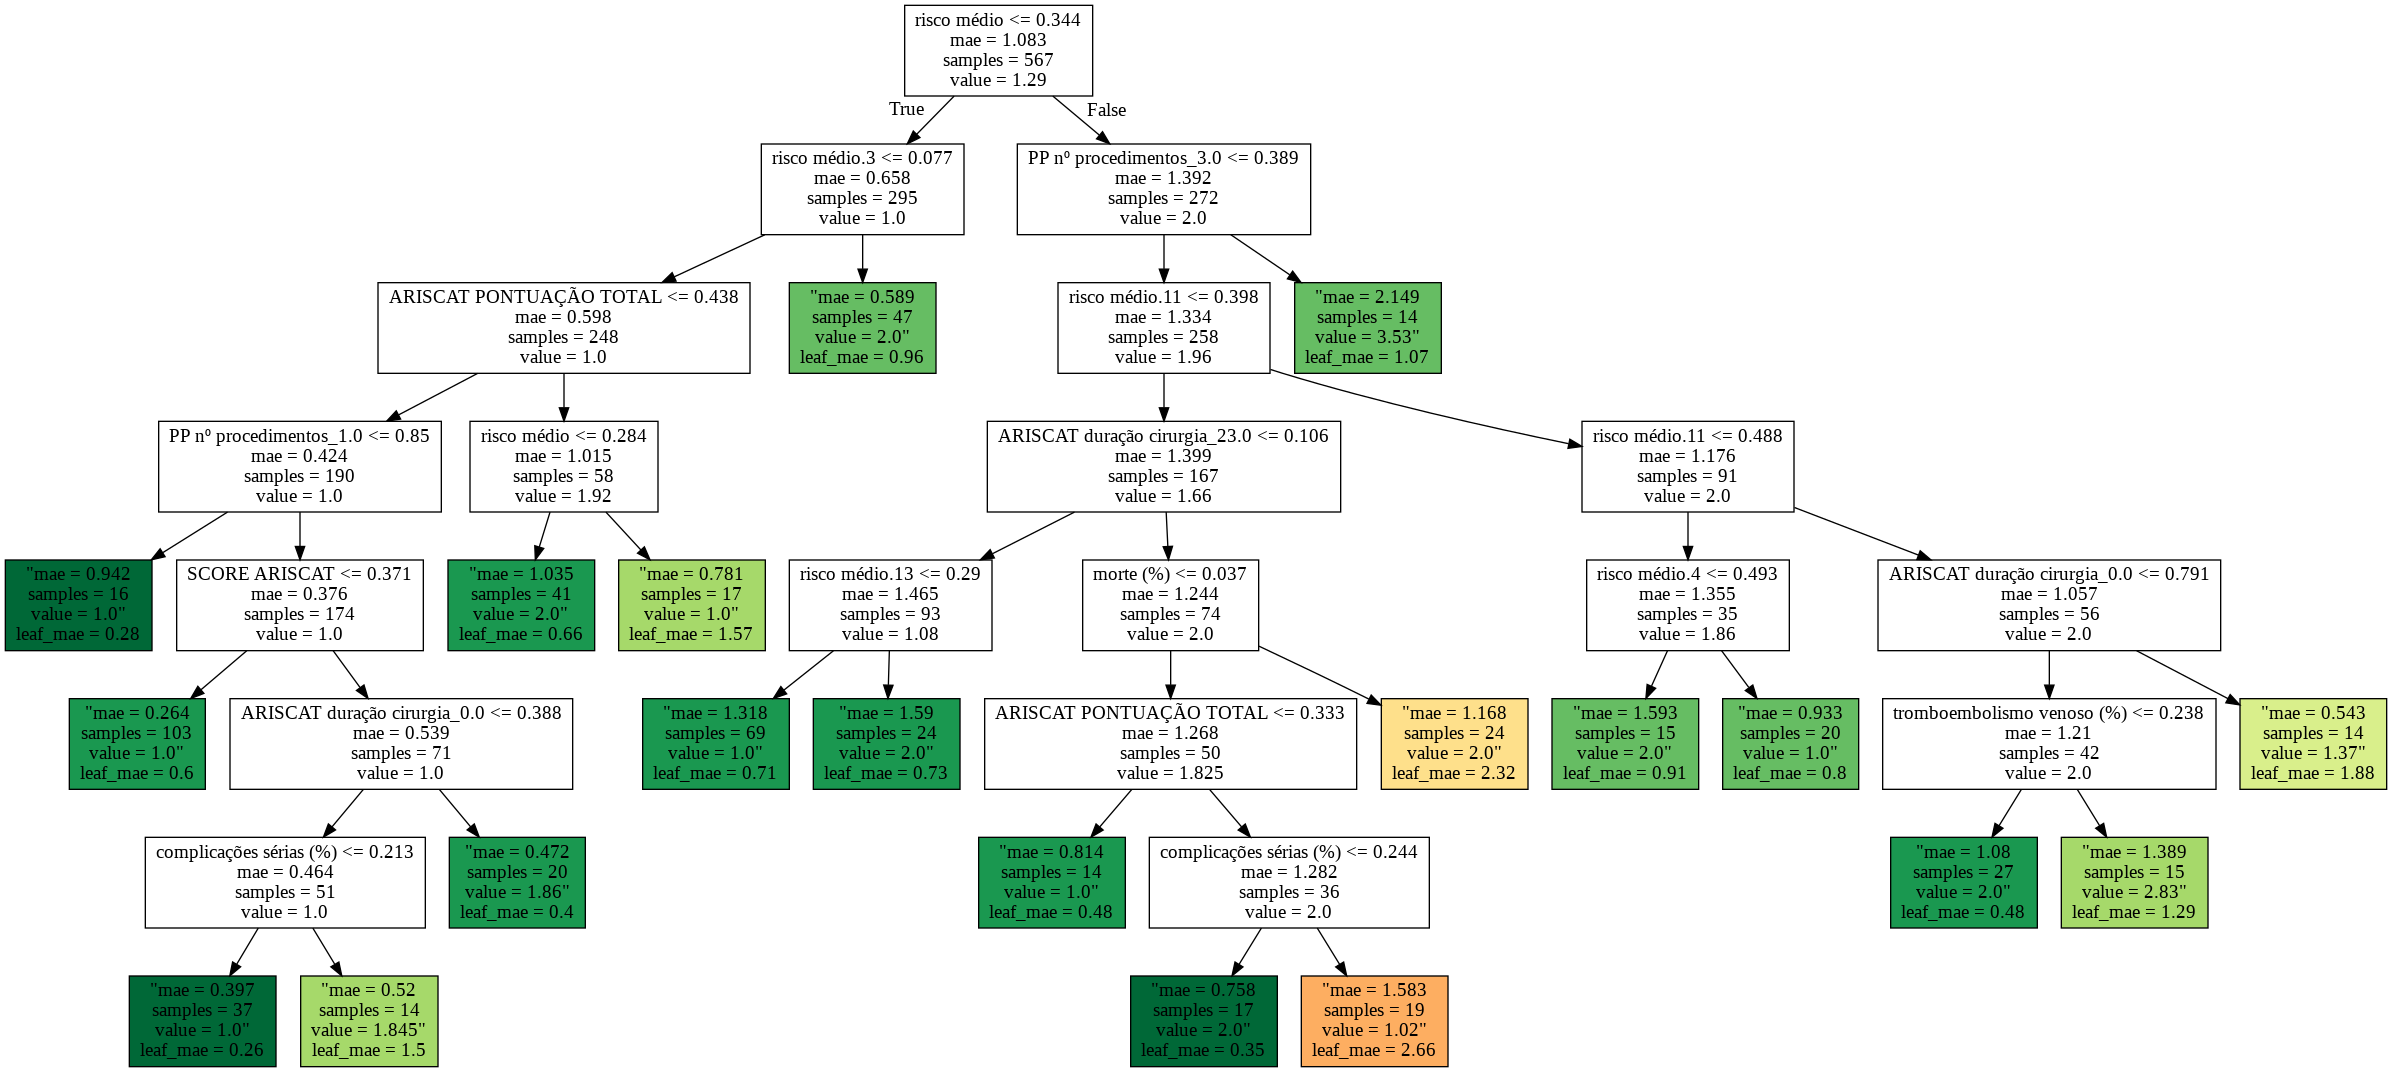 risco médio <= 0.344
mae = 1.083
samples = 567
value = 1.29
True
False
risco médio.3 <= 0.077
mae = 0.658
samples = 295
value = 1.0
PP nº procedimentos_3.0 <= 0.389
mae = 1.392
samples = 272
value = 2.0
ARISCAT PONTUAÇÃO TOTAL <= 0.438
mae = 0.598
samples = 248
value = 1.0
"mae = 0.589
samples = 47
value = 2.0"
leaf_mae = 0.96
risco médio.11 <= 0.398
mae = 1.334
samples = 258
value = 1.96
"mae = 2.149
samples = 14
value = 3.53"
leaf_mae = 1.07
PP nº procedimentos_1.0 <= 0.85
mae = 0.424
samples = 190
value = 1.0
risco médio <= 0.284
mae = 1.015
samples = 58
value = 1.92
ARISCAT duração cirurgia_23.0 <= 0.106
mae = 1.399
samples = 167
value = 1.66
risco médio.11 <= 0.488
mae = 1.176
samples = 91
value = 2.0
"mae = 0.942
samples = 16
value = 1.0"
leaf_mae = 0.28
SCORE ARISCAT <= 0.371
mae = 0.376
samples = 174
value = 1.0
"mae = 1.035
samples = 41
value = 2.0"
leaf_mae = 0.66
"mae = 0.781
samples = 17
value = 1.0"
leaf_mae = 1.57
risco médio.13 <= 0.29
mae = 1.465
samples = 93
value = 1.08
morte (%) <= 0.037
mae = 1.244
samples = 74
value = 2.0
risco médio.4 <= 0.493
mae = 1.355
samples = 35
value = 1.86
ARISCAT duração cirurgia_0.0 <= 0.791
mae = 1.057
samples = 56
value = 2.0
"mae = 0.264
samples = 103
value = 1.0"
leaf_mae = 0.6
ARISCAT duração cirurgia_0.0 <= 0.388
mae = 0.539
samples = 71
value = 1.0
"mae = 1.318
samples = 69
value = 1.0"
leaf_mae = 0.71
"mae = 1.59
samples = 24
value = 2.0"
leaf_mae = 0.73
ARISCAT PONTUAÇÃO TOTAL <= 0.333
mae = 1.268
samples = 50
value = 1.825
"mae = 1.168
samples = 24
value = 2.0"
leaf_mae = 2.32
"mae = 1.593
samples = 15
value = 2.0"
leaf_mae = 0.91
"mae = 0.933
samples = 20
value = 1.0"
leaf_mae = 0.8
tromboembolismo venoso (%) <= 0.238
mae = 1.21
samples = 42
value = 2.0
"mae = 0.543
samples = 14
value = 1.37"
leaf_mae = 1.88
complicações sérias (%) <= 0.213
mae = 0.464
samples = 51
value = 1.0
"mae = 0.472
samples = 20
value = 1.86"
leaf_mae = 0.4
"mae = 0.814
samples = 14
value = 1.0"
leaf_mae = 0.48
complicações sérias (%) <= 0.244
mae = 1.282
samples = 36
value = 2.0
"mae = 1.08
samples = 27
value = 2.0"
leaf_mae = 0.48
"mae = 1.389
samples = 15
value = 2.83"
leaf_mae = 1.29
"mae = 0.397
samples = 37
value = 1.0"
leaf_mae = 0.26
"mae = 0.52
samples = 14
value = 1.845"
leaf_mae = 1.5
"mae = 0.758
samples = 17
value = 2.0"
leaf_mae = 0.35
"mae = 1.583
samples = 19
value = 1.02"
leaf_mae = 2.66